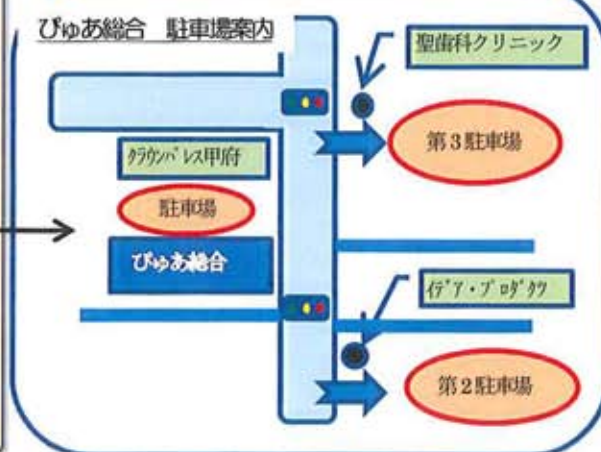 ぴゅあ総合 駐車場案内
聖歯科クリニック
第3駐車場
クラウンパレス甲府
駐車場
ぴゅあ総合
イデア・プロダクツ
第2駐車場